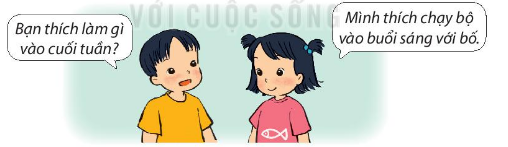 VỚI CUỘC SỐNG
Bạn thích làm gì
vào cuối tuần?
Mình thích chạy bộ
vào buổi sáng với bố.